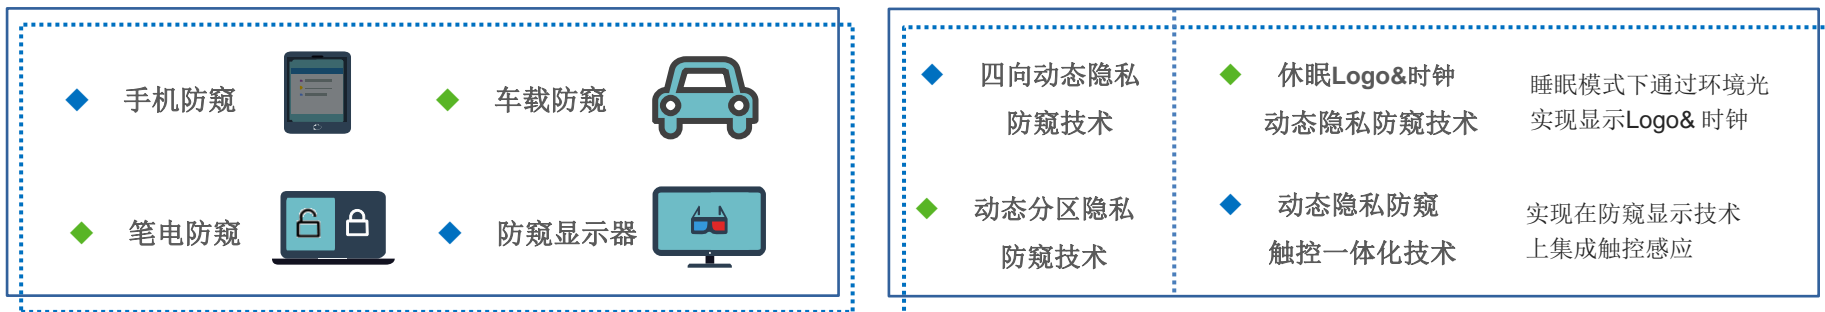 手机防窥
车载防窥
笔电防窥
防窥显示器
四向动态隐私
防窥技术
动态分区隐私
防窥技术
休眠Logo&时钟
动态隐私防窥技术
睡眠模式下通过环境光
实现显示Logo& 时钟
动态隐私防窥
触控一体化技术
实现在防窥显示技术
上集成触控感应